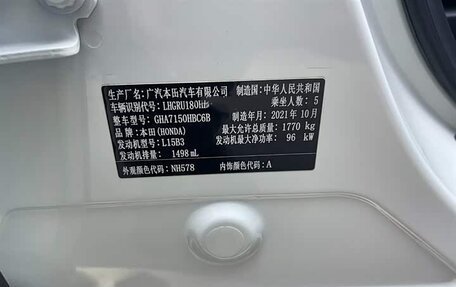 生产厂名：广汽本田汽车有限公司 制造国：中华人民共和国
车辆识别代号：LHGRU180HB 乘坐人数：5
整车型号：GHA7150HBC6B 制造年月：2021年10月
品牌：本田(HONDA) 最大允许总质量：1770 kg
发动机型号：L15B3 发动机最大净功率：96 kW
发动机排量：1498 mL
外观颜色代码：NH578 内饰颜色代码：A